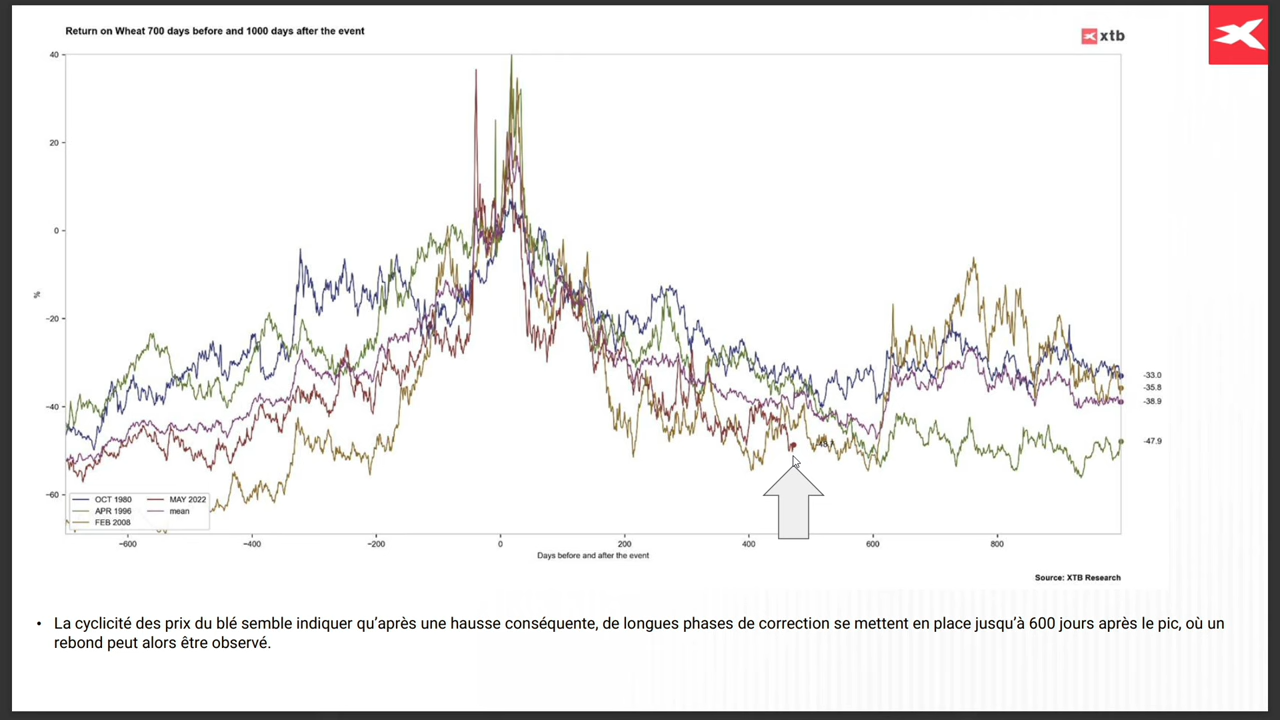 Return on Wheat 700 days before and 1000 days after the event
xtb
40
20
0
%
−20
−40
−60
-33.0
-35.8
-38.9
-47.9
OCT 1980
APR 1996
FEB 2008
MAY 2022
mean
−600 −400 −200 0 200 400 600 800
Days before and after the event
Source: XTB Research
• La cyclicité des prix du blé semble indiquer qu’après une hausse conséquente, de longues phases de correction se mettent en place jusqu’à 600 jours après le pic, où un
rebond peut alors être observé.